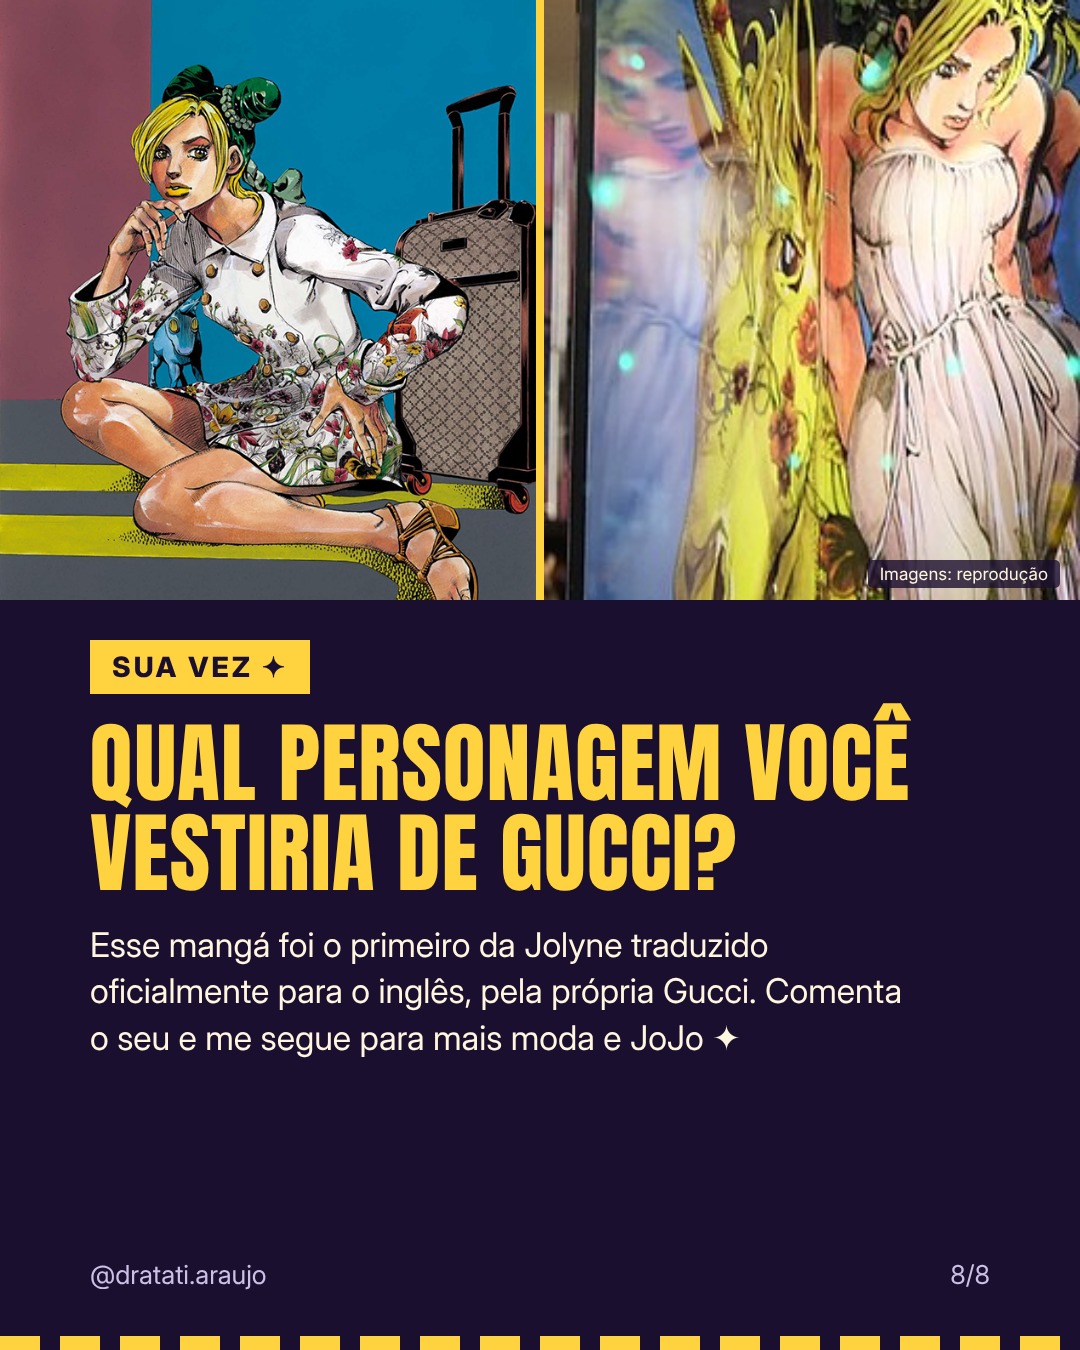 Imagens: reprodução
SUA VEZ ✦
QUAL PERSONAGEM VOCÊ
VESTIRIA DE GUCCI?
Esse mangá foi o primeiro da Jolyne traduzido
oficialmente para o inglês, pela própria Gucci. Comenta
o seu e me segue para mais moda e JoJo ✦
@dratati.araujo
8/8